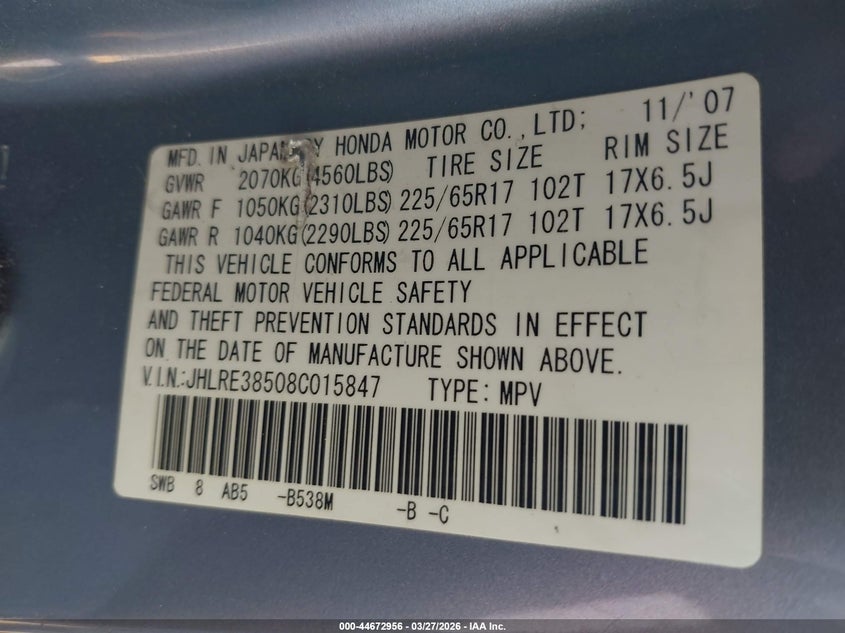 MFD. IN JAPAN BY HONDA MOTOR CO.,LTD; 11/'07
GVWR 2070KG(4560LBS) TIRE SIZE RIM SIZE
GAWR F 1050KG(2310LBS) 225/65R17 102T 17X6.5J
GAWR R 1040KG(2290LBS) 225/65R17 102T 17X6.5J
THIS VEHICLE CONFORMS TO ALL APPLICABLE
FEDERAL MOTOR VEHICLE SAFETY
AND THEFT PREVENTION STANDARDS IN EFFECT
ON THE DATE OF MANUFACTURE SHOWN ABOVE.
V.I.N.:JHLRE38508C015847 TYPE: MPV
SWB 8 AB5 -B538M -B -C
000-44672956 - 03/27/2026 - IAA Inc.